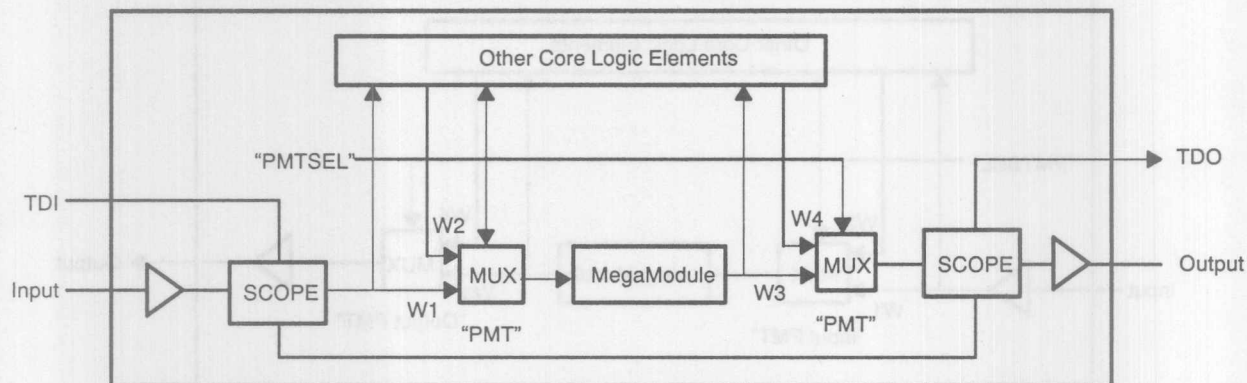 Other Core Logic Elements
“PMTSEL”
TDO
TDI
W2
W4
MUX
MegaModule
MUX
SCOPE
Output
Input
SCOPE
W1
W3
“PMT”
“PMT”